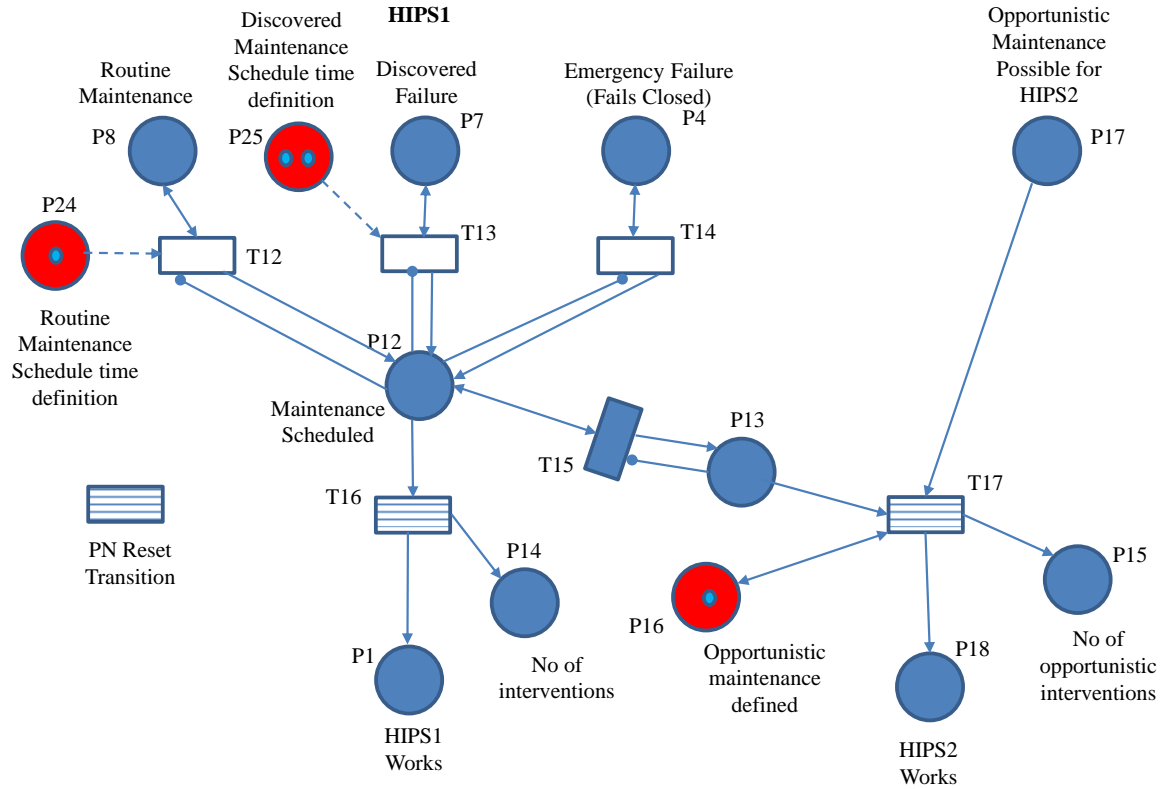 HIPS1
Discovered
Maintenance
Schedule time
definition
Opportunistic
Maintenance
Possible for
HIPS2
Routine
Maintenance
Discovered
Failure
Emergency Failure
(Fails Closed)
P8
P25
P7
P4
P17
P24
T12
T13
T14
Routine
Maintenance
Schedule time
definition
P12
Maintenance
Scheduled
T15
P13
T16
T17
PN Reset
Transition
P14
P15
P16
P1
No of
interventions
Opportunistic
maintenance
defined
P18
No of
opportunistic
interventions
HIPS1
Works
HIPS2
Works